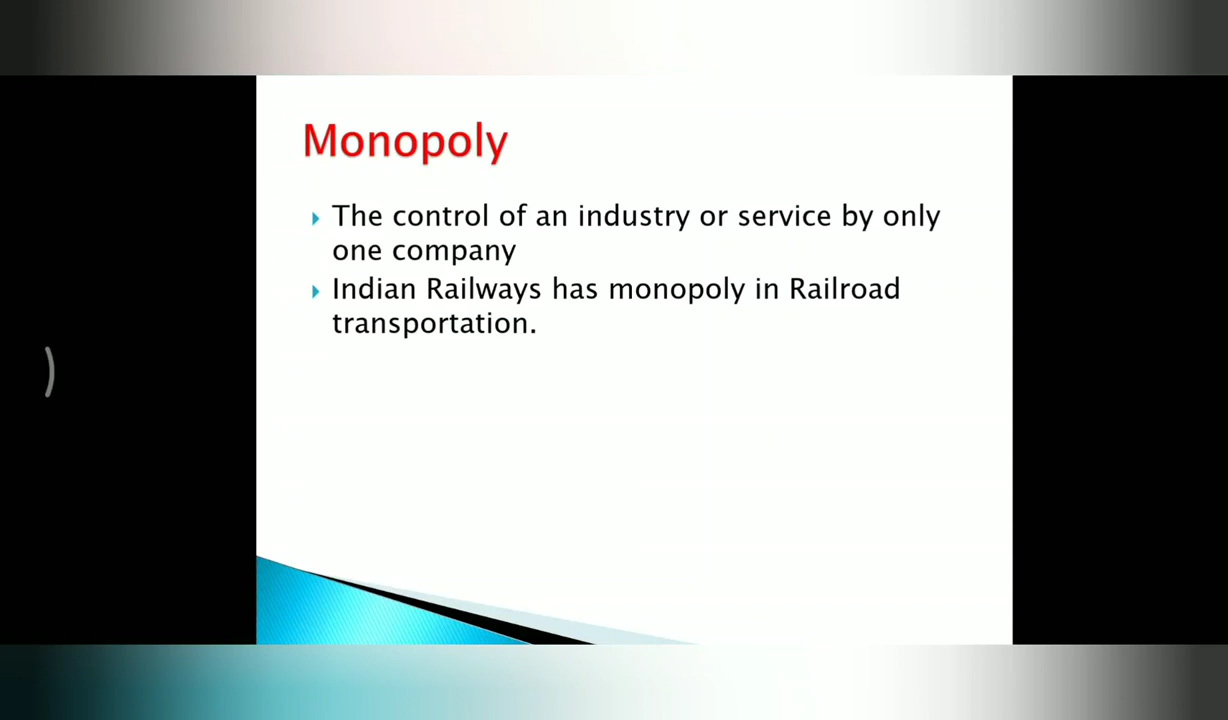 Monopoly
The control of an industry or service by only
one company
Indian Railways has monopoly in Railroad
transportation.